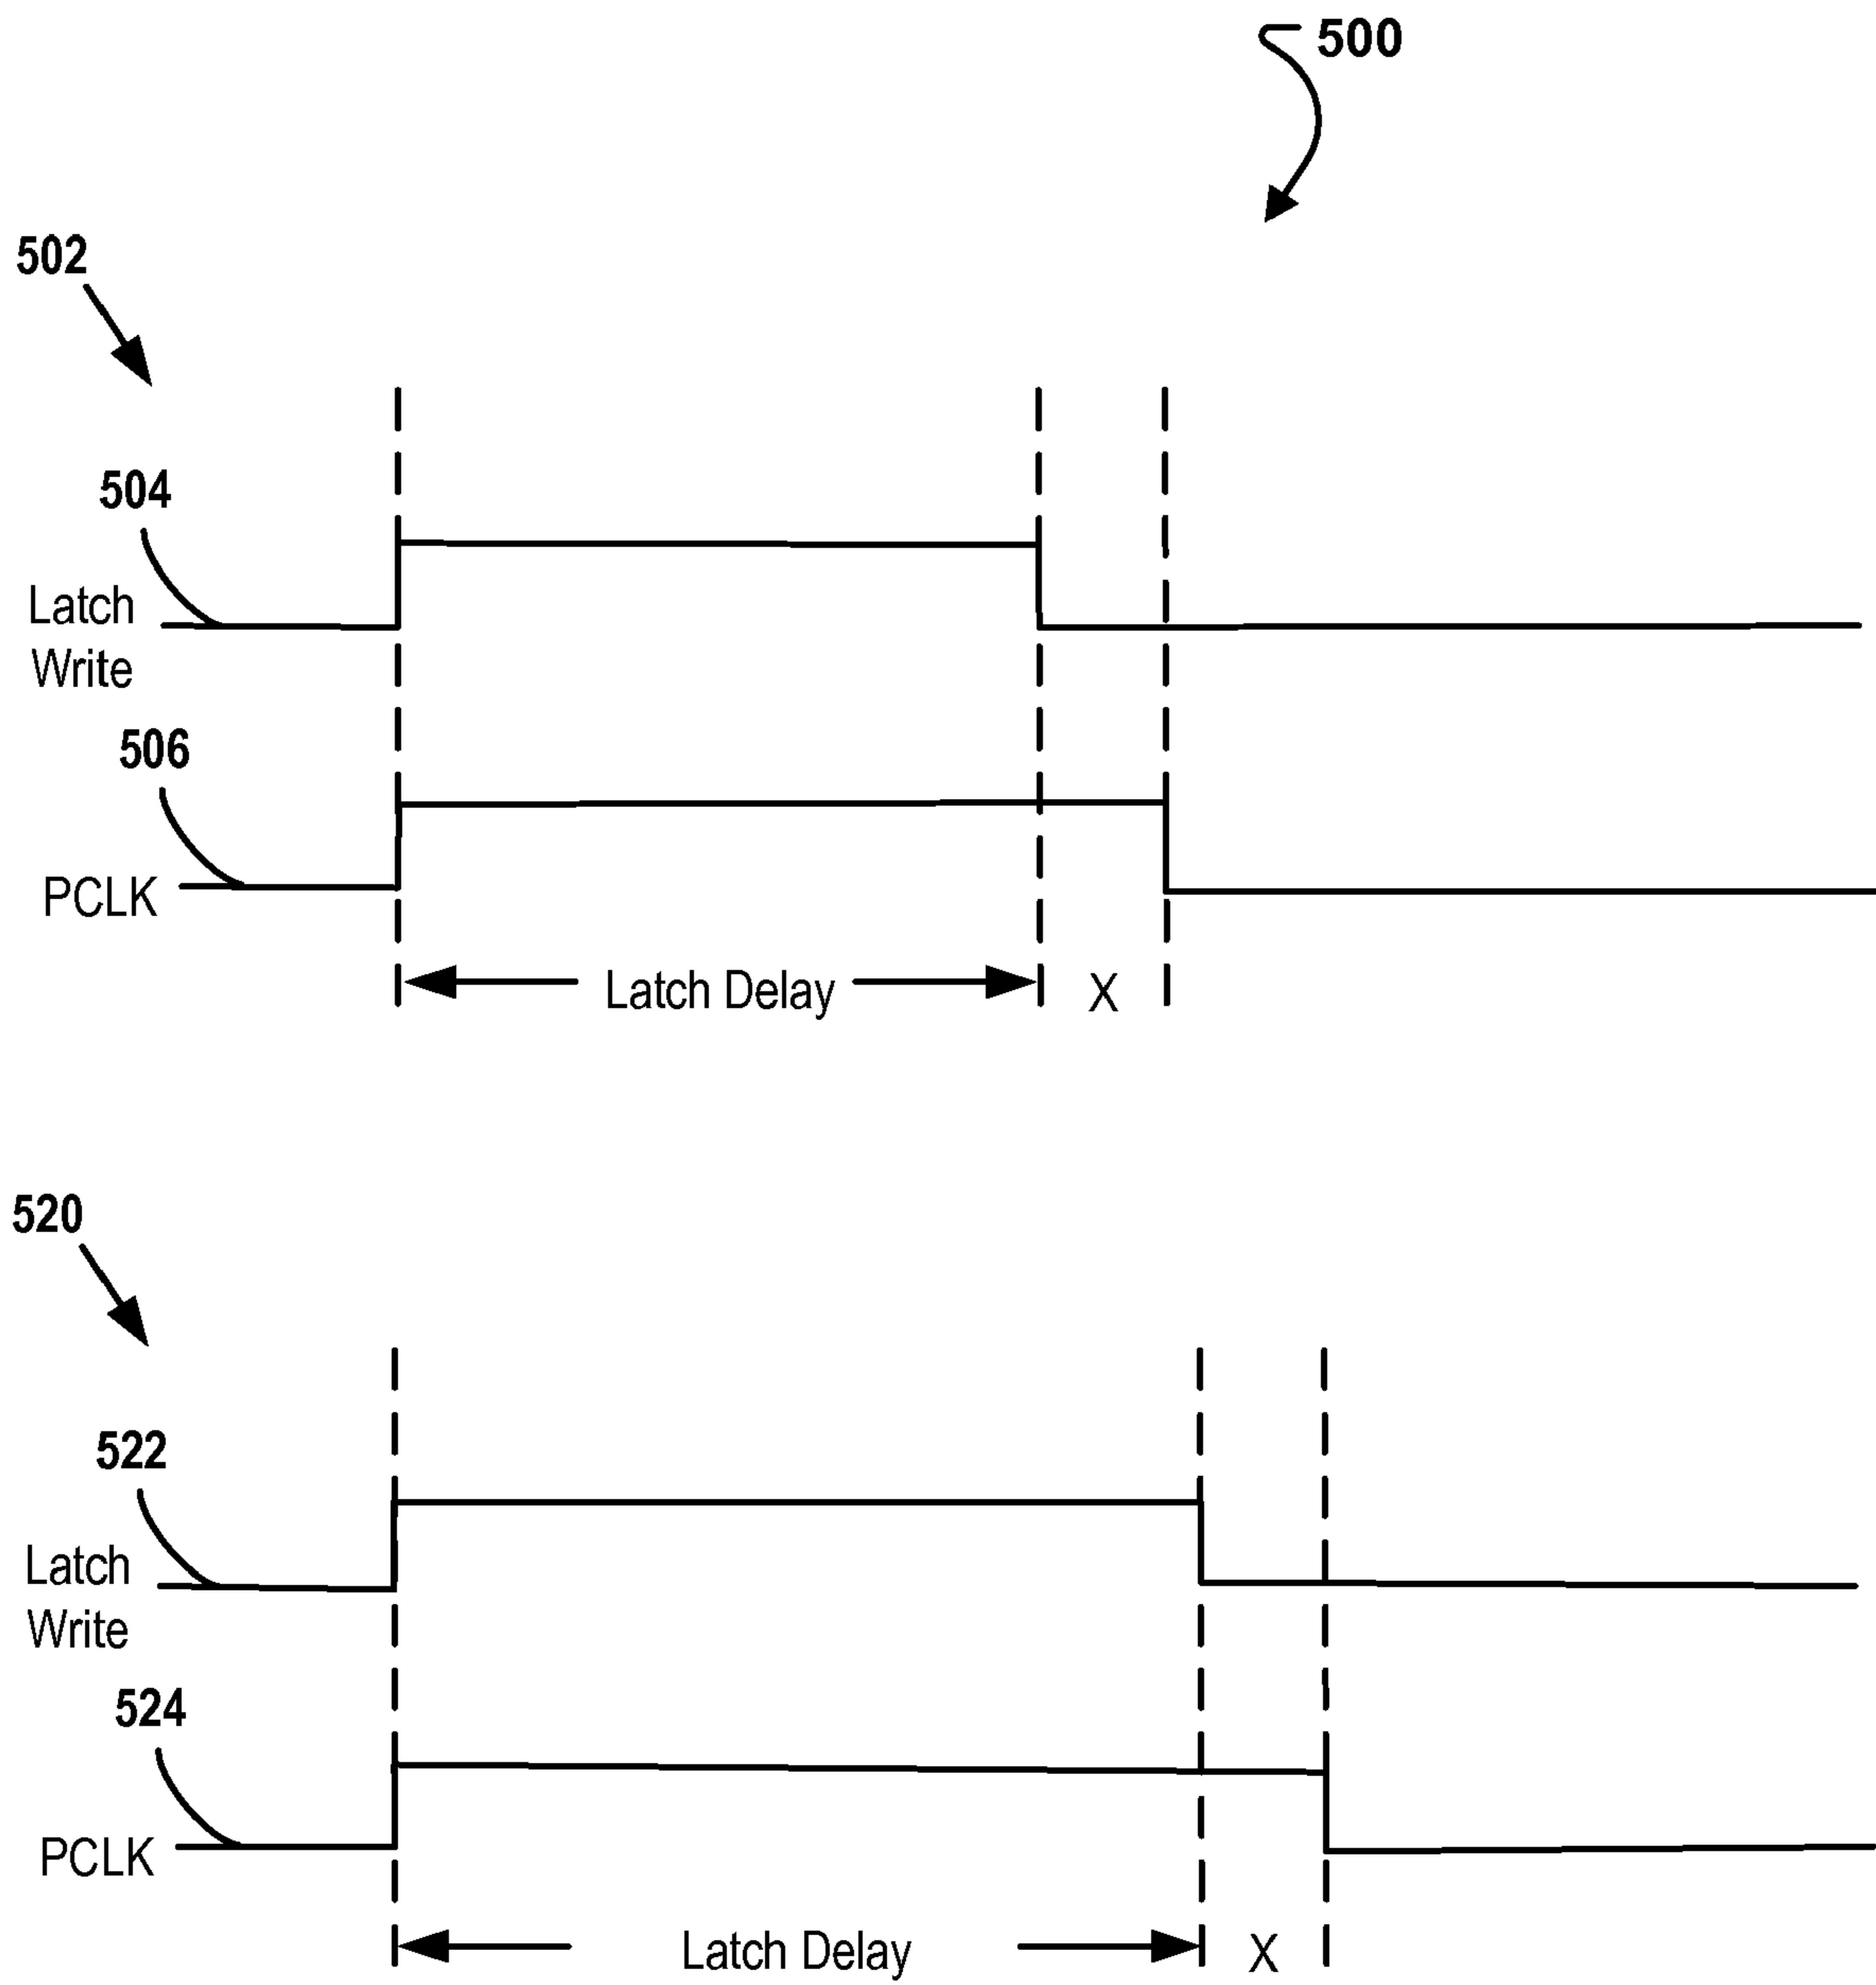 500
502
504
Latch
Write
506
PCLK
Latch Delay
X
520
522
Latch
Write
524
PCLK
Latch Delay
X